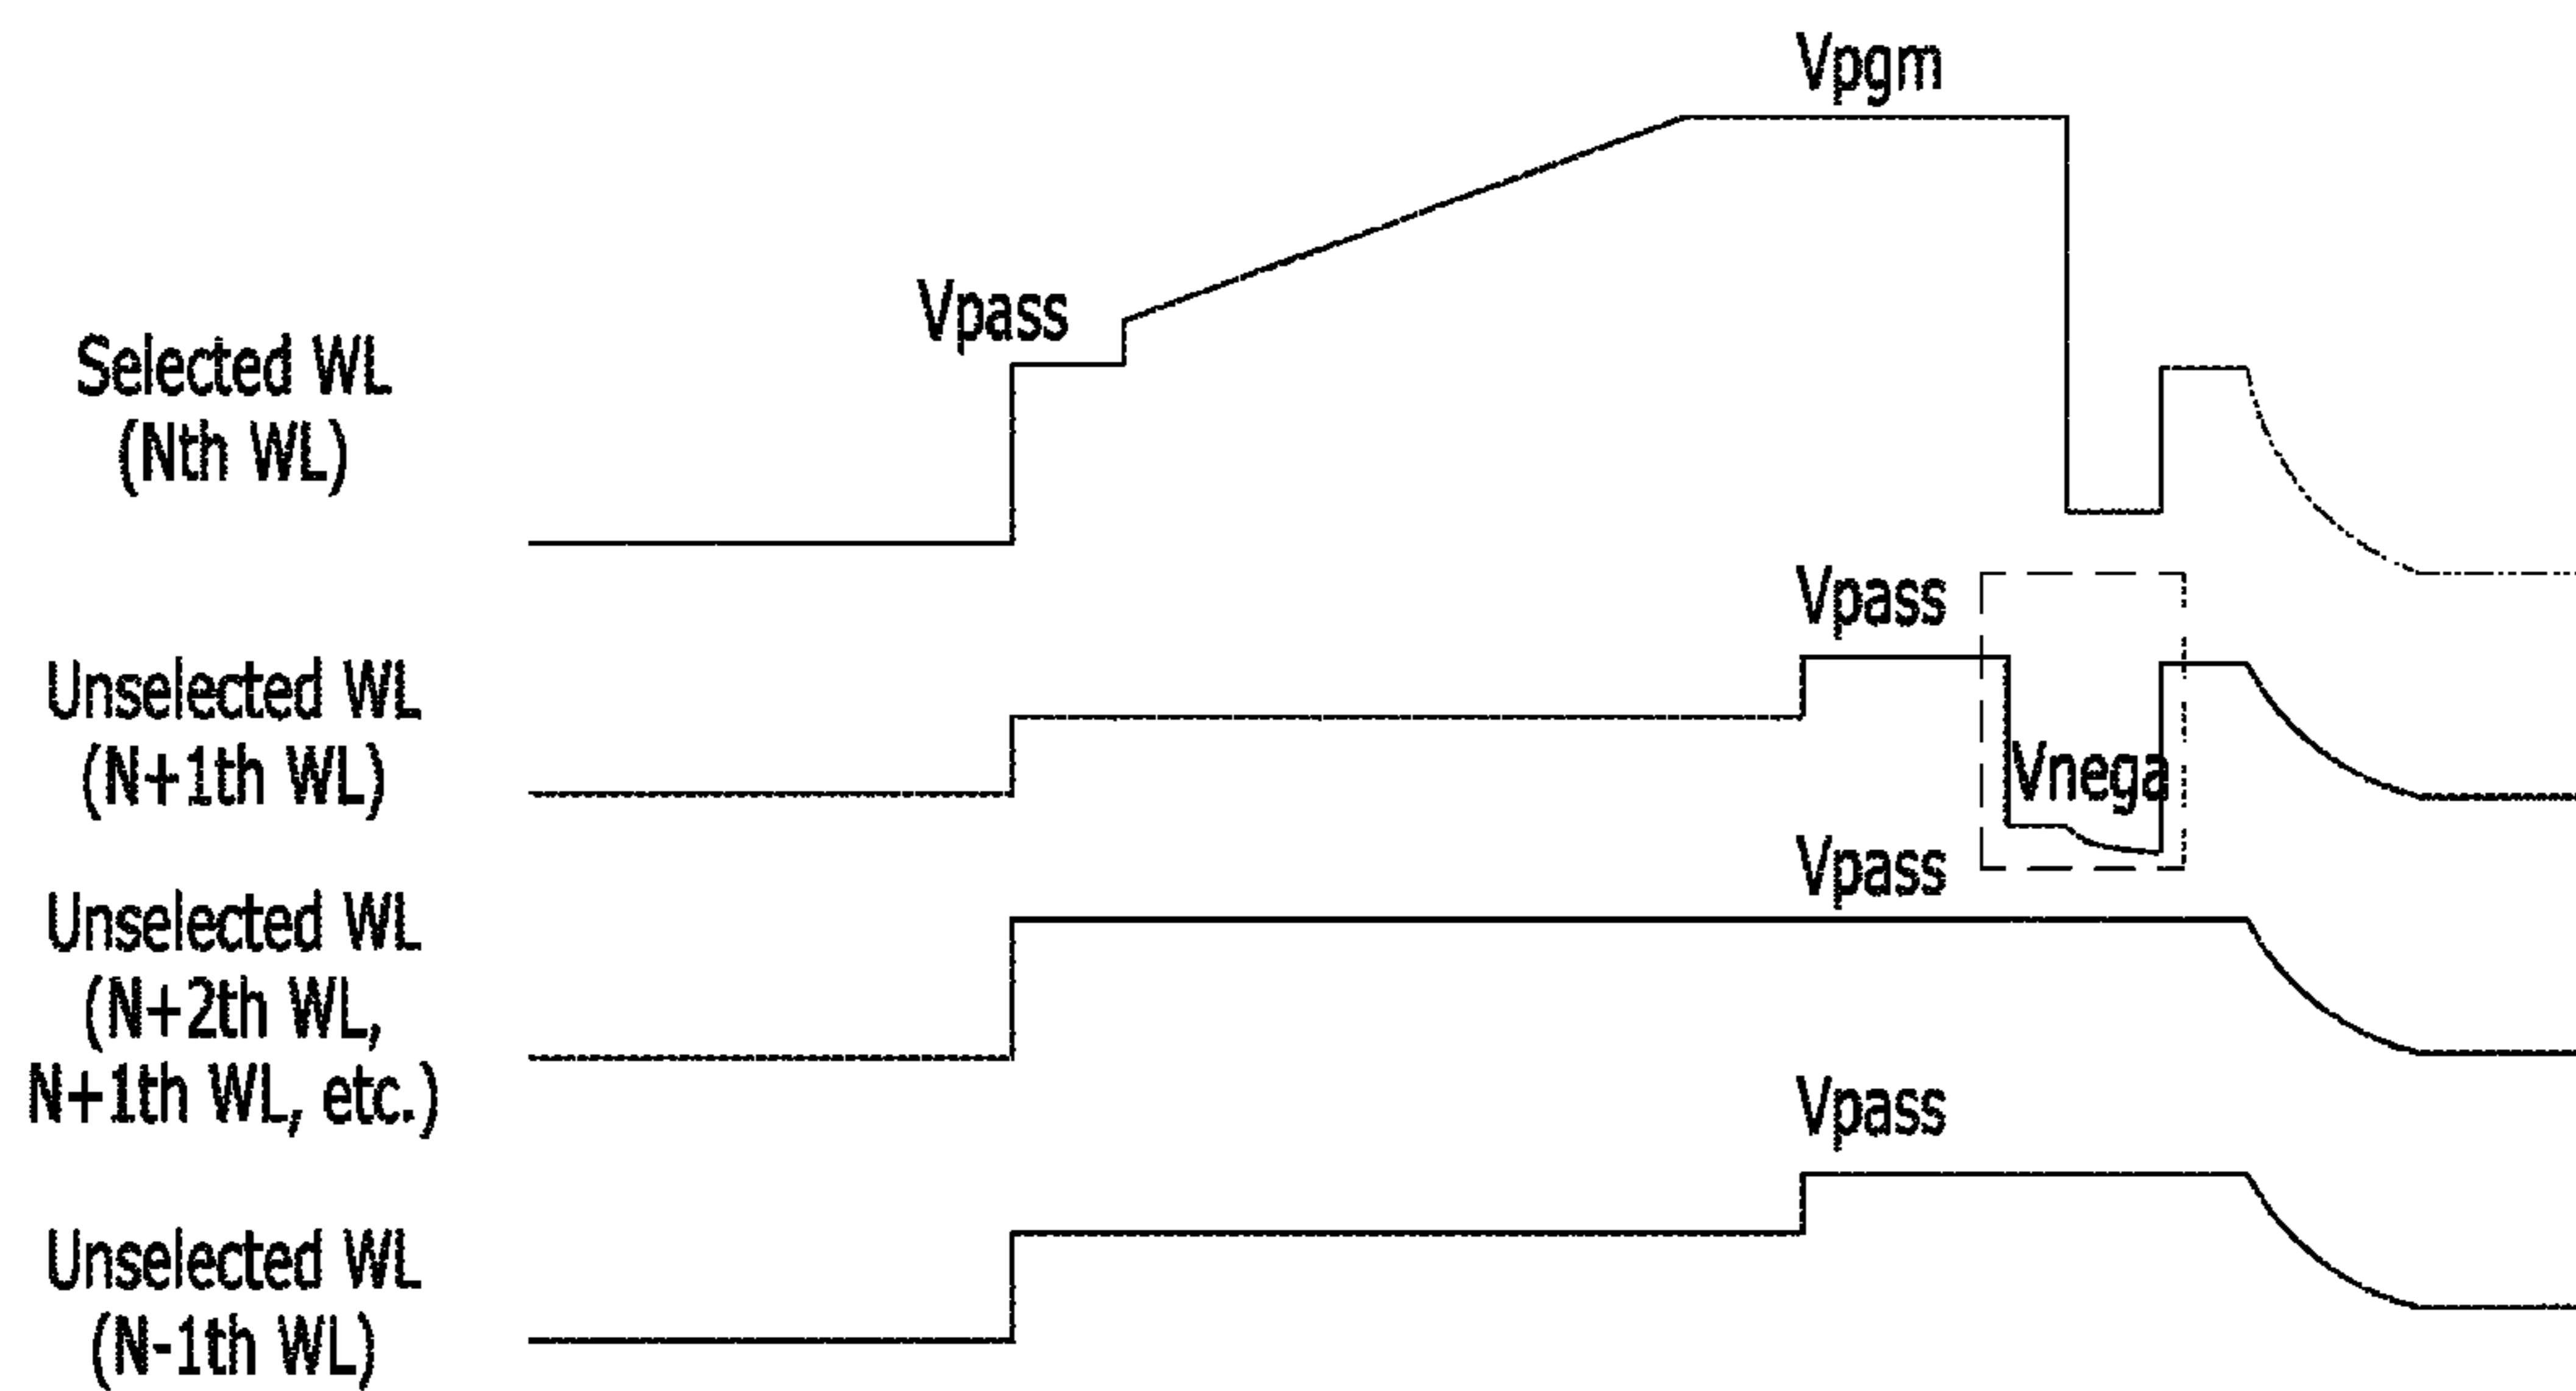 Vpgm
Vpass
Selected WL
(Nth WL)
Vpass
Unselected WL
(N+1th WL)
Vnega
Vpass
Unselected WL
(N+2th WL,
N+1th WL, etc.)
Vpass
Unselected WL
(N-1th WL)